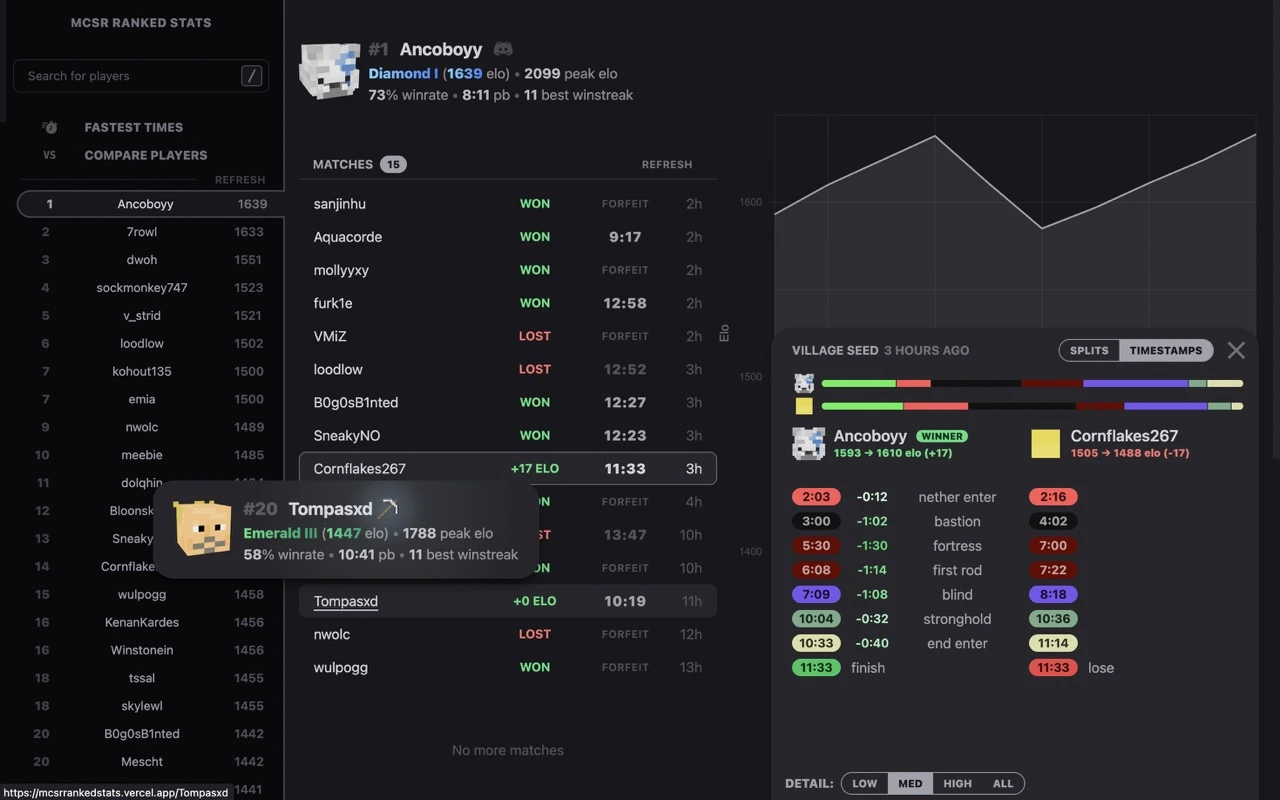 MCSR RANKED STATS
Search for players /
FASTEST TIMES
VS COMPARE PLAYERS
REFRESH
1 Ancoboyy 1639
2 7rowl 1633
3 dwoh 1551
4 sockmonkey747 1523
5 v_strid 1521
6 loodlow 1502
7 kohout135 1500
7 emia 1500
9 nwolc 1489
10 meebie 1485
11 dolqhin
12 Bloonsk
13 Sneaky
14 Cornflake
15 wulpogg 1458
16 KenanKardes 1456
16 Winstonein 1456
18 tssal 1455
18 skylewl 1455
20 B0g0sB1nted 1442
20 Mescht 1442
1441
https://mcsrrankedstats.vercel.app/Tompasxd
#1 Ancoboyy
Diamond I (1639 elo) • 2099 peak elo
73% winrate • 8:11 pb • 11 best winstreak
MATCHES 15 REFRESH
sanjinhu WON FORFEIT 2h
Aquacorde WON 9:17 2h
mollyyxy WON FORFEIT 2h
furk1e WON 12:58 2h
VMiZ LOST FORFEIT 2h
loodlow LOST 12:52 3h
B0g0sB1nted WON 12:27 3h
SneakyNO WON 12:23 3h
Cornflakes267 +17 ELO 11:33 3h
ON FORFEIT 4h
ST 13:47 10h
ON FORFEIT 10h
Tompasxd +0 ELO 10:19 11h
nwolc LOST FORFEIT 12h
wulpogg WON FORFEIT 13h
No more matches
#20 Tompasxd
Emerald III (1447 elo) • 1788 peak elo
58% winrate • 10:41 pb • 11 best winstreak
1600
1500
1400
Elo
VILLAGE SEED 3 HOURS AGO SPLITS TIMESTAMPS
Ancoboyy WINNER
1593 → 1610 elo (+17)
Cornflakes267
1505 → 1488 elo (-17)
2:03 -0:12 nether enter 2:16
3:00 -1:02 bastion 4:02
5:30 -1:30 fortress 7:00
6:08 -1:14 first rod 7:22
7:09 -1:08 blind 8:18
10:04 -0:32 stronghold 10:36
10:33 -0:40 end enter 11:14
11:33 finish 11:33 lose
DETAIL: LOW MED HIGH ALL